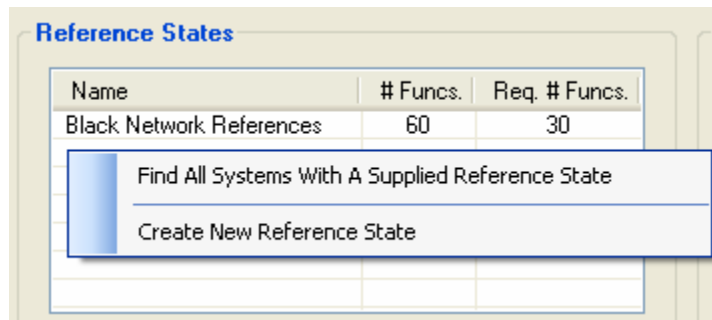 Reference States
Name # Funcs. Req. # Funcs.
Black Network References 60 30
Find All Systems With A Supplied Reference State
Create New Reference State